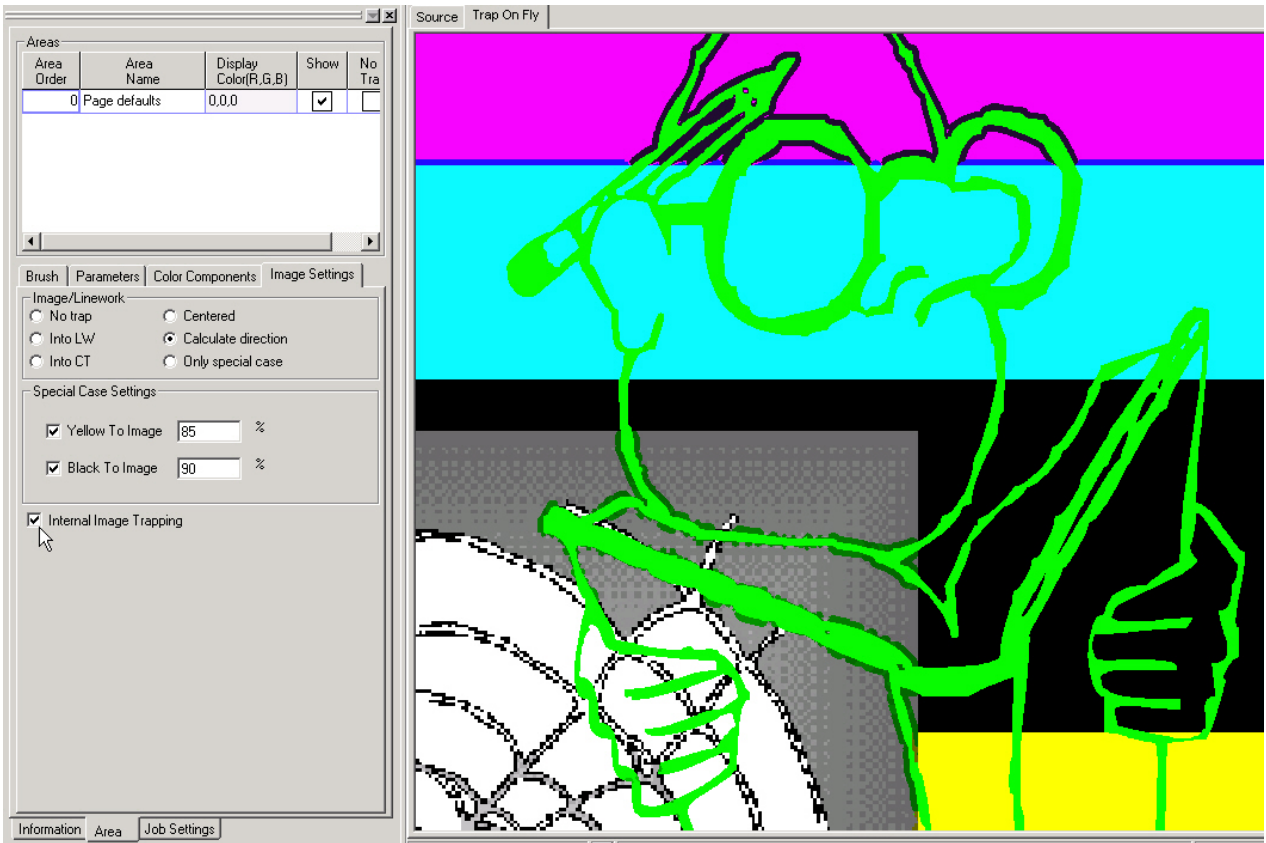 Source Trap On Fly
Areas
Area Order Area Name Display Color(R,G,B) Show No Tra
0 Page defaults 0,0,0
Brush Parameters Color Components Image Settings
Image/Linework
No trap Centered
Into LW Calculate direction
Into CT Only special case
Special Case Settings
Yellow To Image 85 %
Black To Image 90 %
Internal Image Trapping
Information Area Job Settings